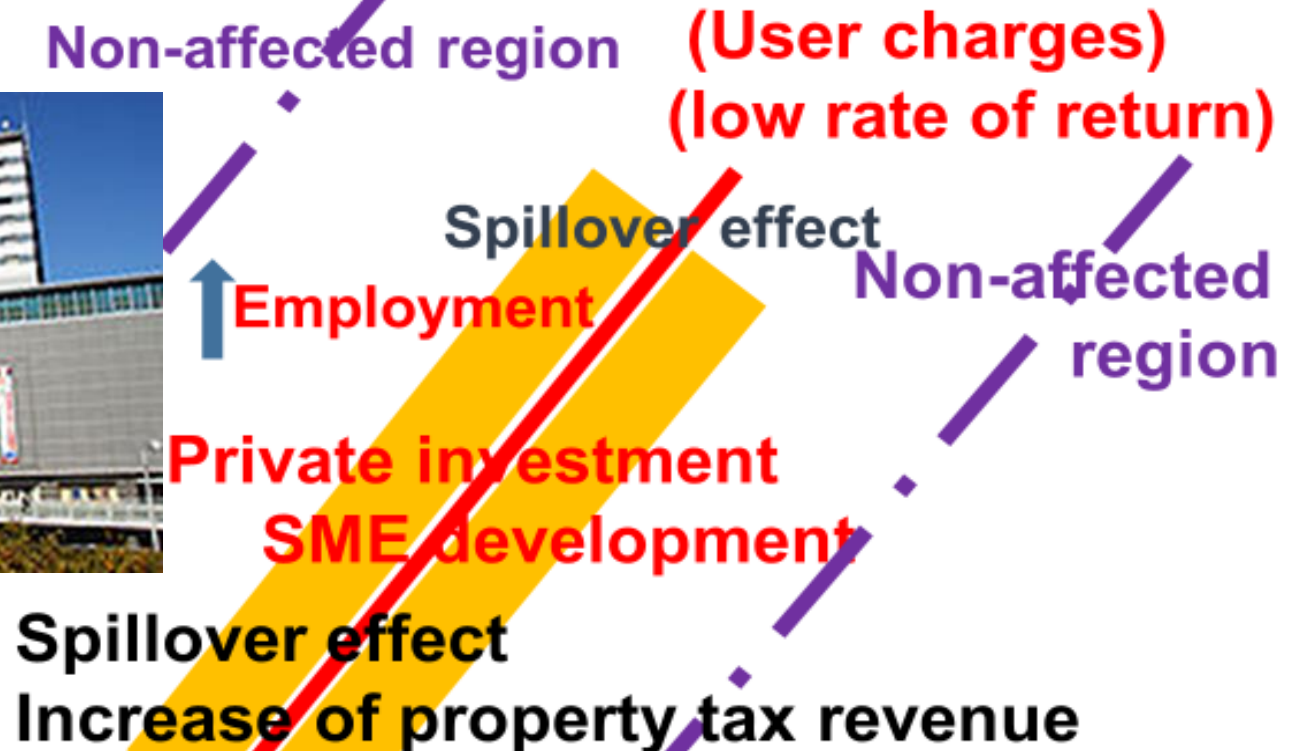 Non-affected region
(User charges)
(low rate of return)
Spillover effect
Non-affected
region
Employment
Private investment
SME development
Spillover effect
Increase of property tax revenue